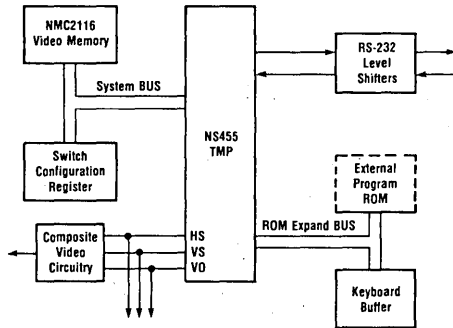 NMC2116
Video Memory
System BUS
Switch
Configuration
Register
NS455
TMP
RS-232
Level
Shifters
External
Program
ROM
ROM Expand BUS
Keyboard
Buffer
Composite
Video
Circuitry
HS
VS
VO